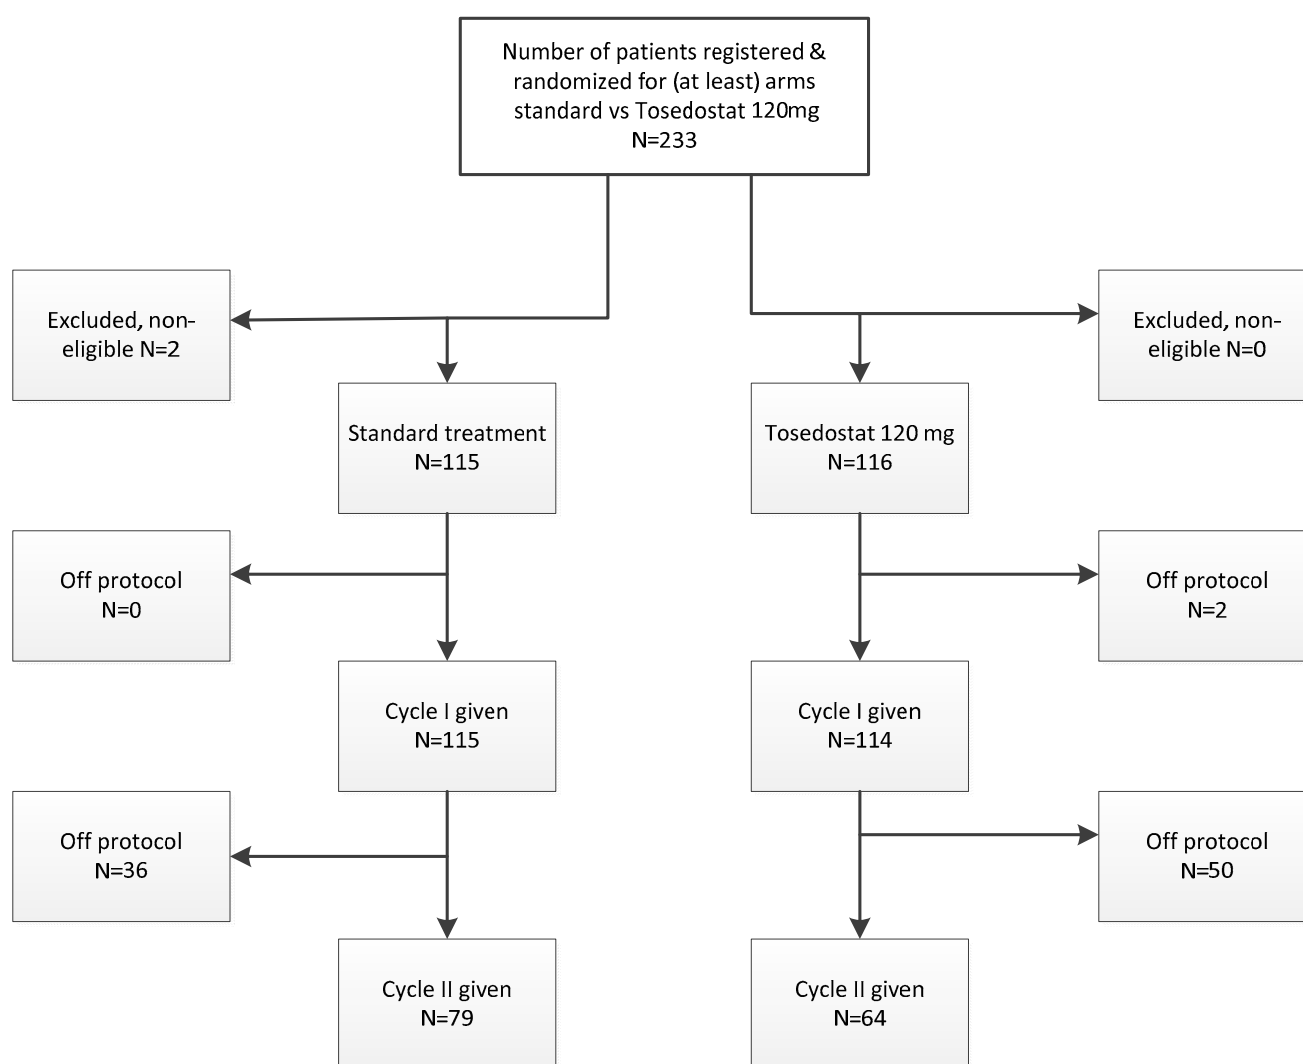 Number of patients registered &
randomized for (at least) arms
standard vs Tosedostat 120mg
N=233
Excluded, non-
eligible N=2
Excluded, non-
eligible N=0
Standard treatment
N=115
Tosedostat 120 mg
N=116
Off protocol
N=0
Off protocol
N=2
Cycle I given
N=115
Cycle I given
N=114
Off protocol
N=36
Off protocol
N=50
Cycle II given
N=79
Cycle II given
N=64